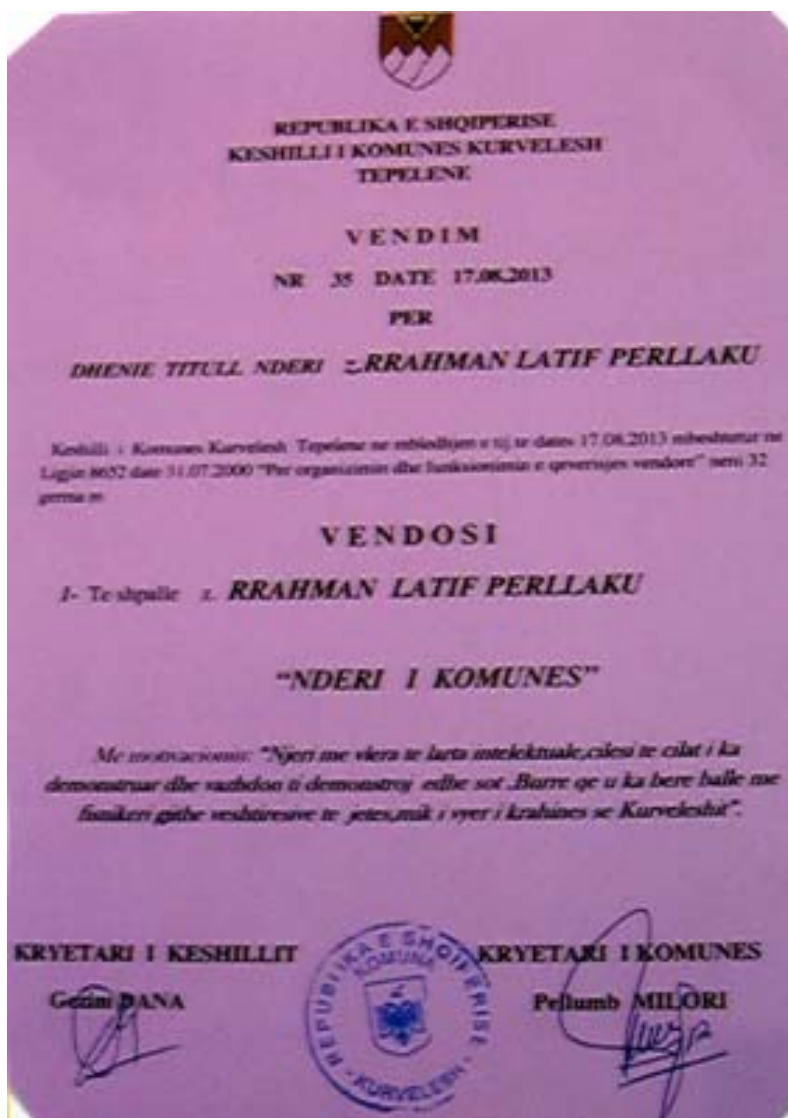 REPUBLIKA E SHQIPERISE
KESHILLI I KOMUNES KURVELESH
TEPELENE
VENDIM
NR 35 DATE 17.08.2013
PER
DHENIE TITULL NDERI z.RRAHMAN LATIF PERLLAKU
Keshilli i Komunes Kurvelesh Tepelene ne mbledhjen e tij te dates 17.08.2013 mbeshtetur ne
Ligjin 8652 date 31.07.2000 "Per organizimin dhe funksionimin e qeverisjes vendore" neni 32
germa
VENDOSI
1- Te shpalle z. RRAHMAN LATIF PERLLAKU
"NDERI I KOMUNES"
Me motivacionin: "Njeri me vlera te larta intelektuale,cilesi te cilat i ka
demonstruar dhe vazhdon ti demonstroj edhe sot .Burre qe u ka bere balle me
fisnikeri gjithe veshtiresive te jetes,mik i vyer i krahines se Kurveleshit".
KRYETARI I KESHILLIT KRYETARI I KOMUNES
Gezim DANA Pellumb MILORI
REPUBLIKA E SHQIPERISE
KOMUNA
KURVELESH